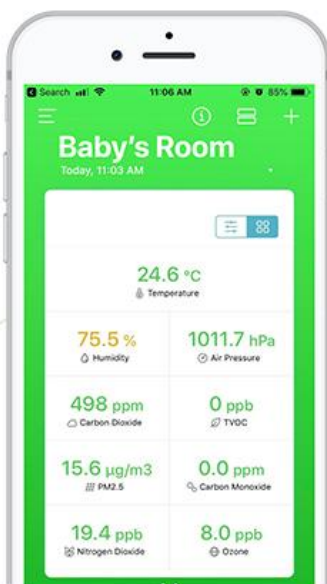 Search
11:06 AM
85%
Baby's Room
Today, 11:03 AM
24.6 °C
Temperature
75.5 %
Humidity
1011.7 hPa
Air Pressure
498 ppm
Carbon Dioxide
0 ppb
TVOC
15.6 µg/m3
PM2.5
0.0 ppm
Carbon Monoxide
19.4 ppb
Nitrogen Dioxide
8.0 ppb
Ozone